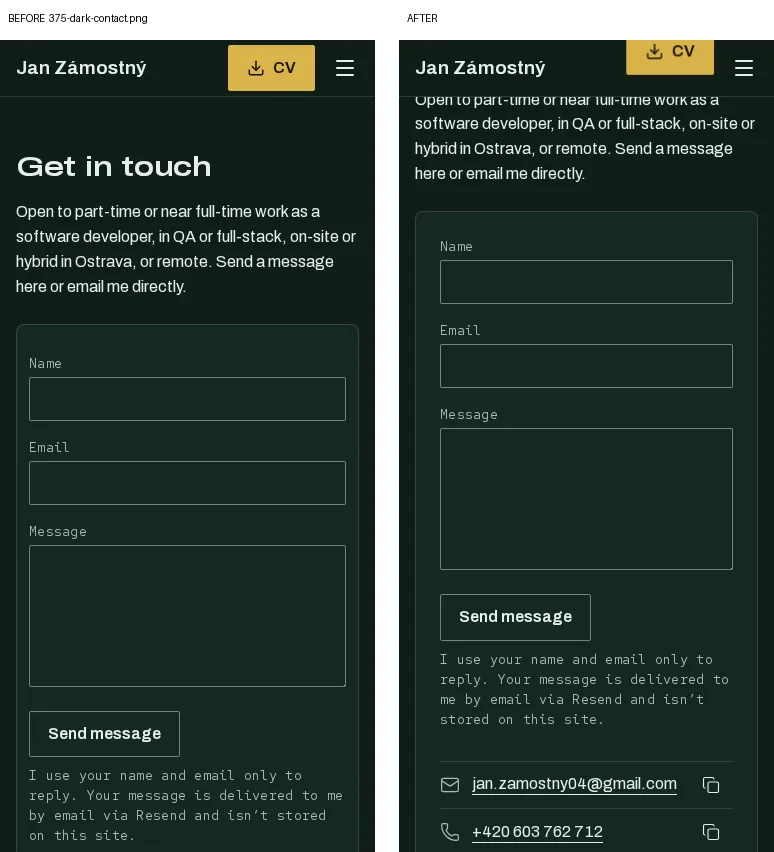 BEFORE 375-dark-contact.png
Jan Zámostný
CV
Get in touch
Open to part-time or near full-time work as a
software developer, in QA or full-stack, on-site or
hybrid in Ostrava, or remote. Send a message
here or email me directly.
Name
Email
Message
Send message
I use your name and email only to
reply. Your message is delivered to me
by email via Resend and isn’t stored
on this site.
AFTER
Jan Zámostný
CV
Open to part-time or near full-time work as a
software developer, in QA or full-stack, on-site or
hybrid in Ostrava, or remote. Send a message
here or email me directly.
Name
Email
Message
Send message
I use your name and email only to
reply. Your message is delivered to
me by email via Resend and isn’t
stored on this site.
jan.zamostny04@gmail.com
+420 603 762 712